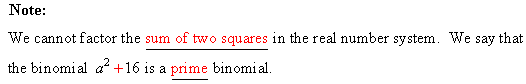 Note:
We cannot factor the sum of two squares in the real number system.  We say that
the binomial a² +16 is a prime binomial.